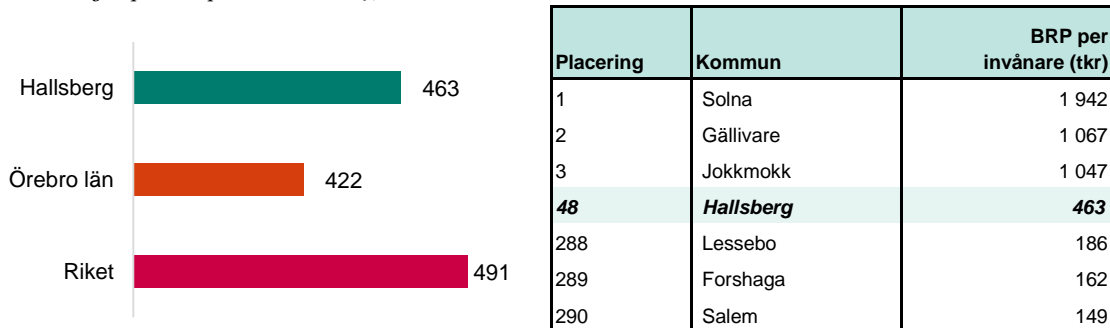 Hallsberg 463
Örebro län 422
Riket 491
Placering Kommun BRP per invånare (tkr)
1 Solna 1 942
2 Gällivare 1 067
3 Jokkmokk 1 047
48 Hallsberg 463
288 Lessebo 186
289 Forshaga 162
290 Salem 149